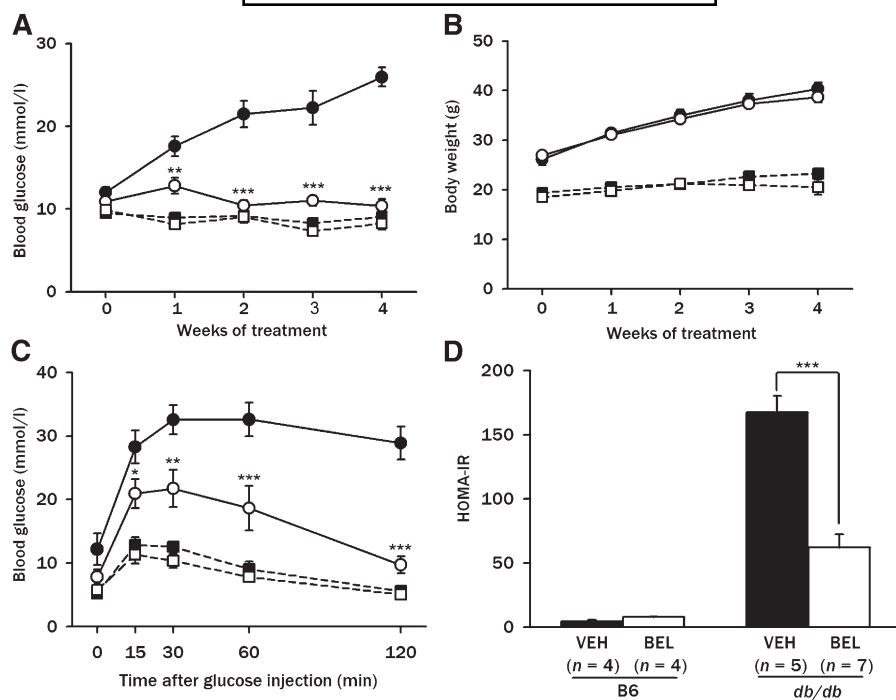 A
30
20
10
0
Blood glucose (mmol/l)
**
***
***
***
0 1 2 3 4
Weeks of treatment
B
50
40
30
20
10
0
Body weight (g)
0 1 2 3 4
Weeks of treatment
C
40
30
20
10
0
Blood glucose (mmol/l)
*
**
***
***
0 15 30 60 120
Time after glucose injection (min)
D
200
150
100
50
0
HOMA-IR
***
VEH BEL VEH BEL
(n = 4) (n = 4) (n = 5) (n = 7)
B6 db/db